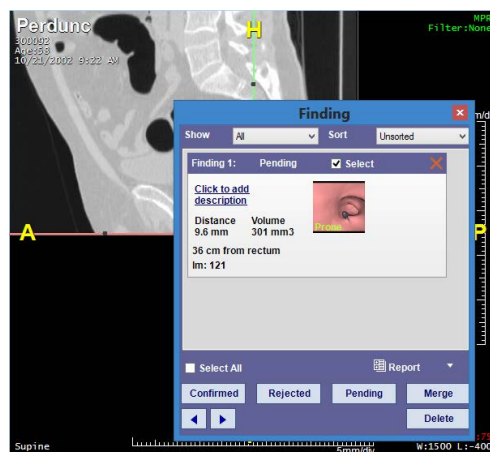 Perdunc
300092
Age:58
10/21/2002 9:22 AM
H
MPR
Filter:None
Finding
Show All Sort Unsorted
Finding 1: Pending Select
Click to add
description
Distance Volume
9.6 mm 301 mm3
Prone
36 cm from rectum
Im: 121
A
P
Select All Report
Confirmed Rejected Pending Merge
Delete
Supine
5mm/div
W:1500 L:-400